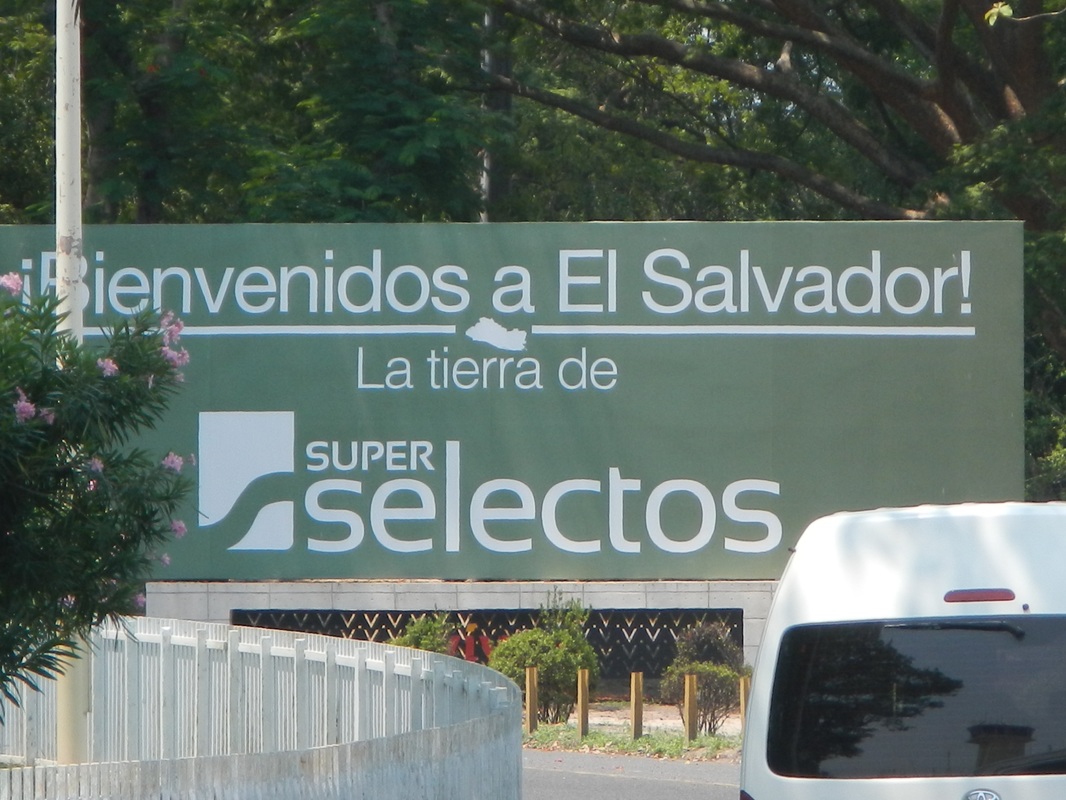 ¡Bienvenidos a El Salvador!
La tierra de
SUPER
selectos